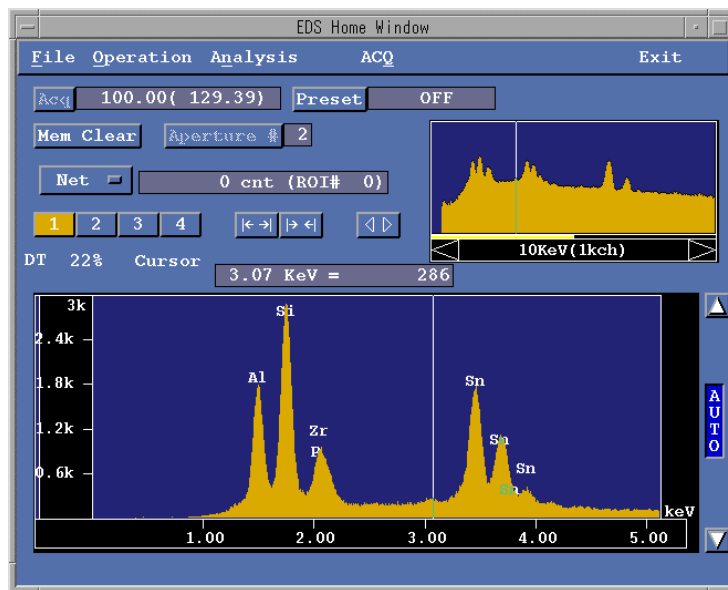 EDS Home Window
File Operation Analysis ACQ Exit
Acq 100.00( 129.39) Preset OFF
Mem Clear Aperture # 2
Net 0 cnt (ROI# 0)
1 2 3 4
10KeV(1kch)
DT 22% Cursor
3.07 KeV = 286
3k
2.4k
1.8k
1.2k
0.6k
Si
Al
Zr
P
Sn
Sn
Sn
Sn
AUTO
keV
1.00 2.00 3.00 4.00 5.00